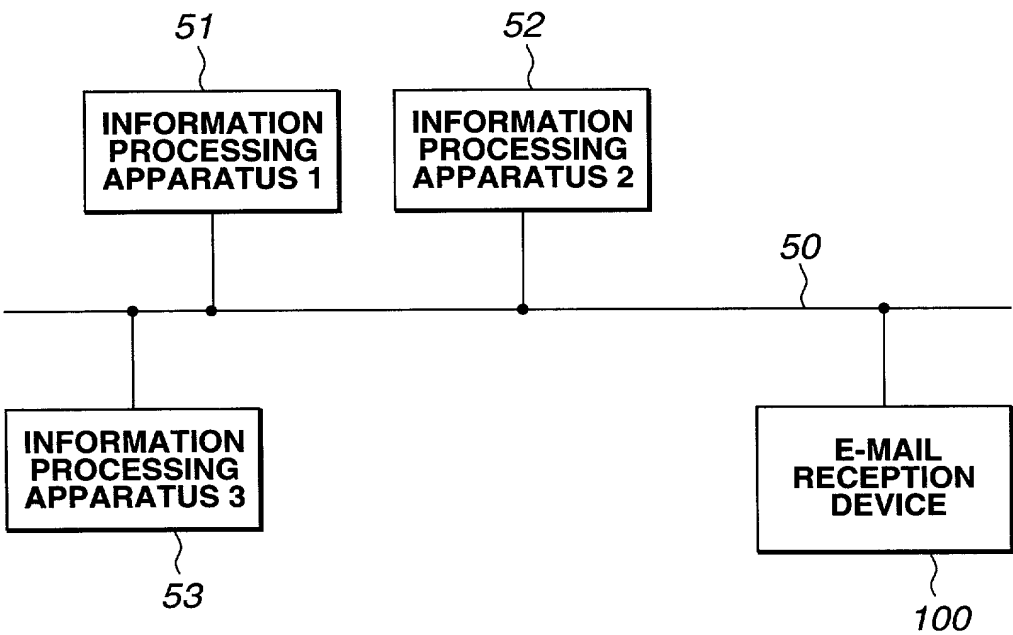 51
52
INFORMATION
PROCESSING
APPARATUS 1
INFORMATION
PROCESSING
APPARATUS 2
50
INFORMATION
PROCESSING
APPARATUS 3
E-MAIL
RECEPTION
DEVICE
53
100